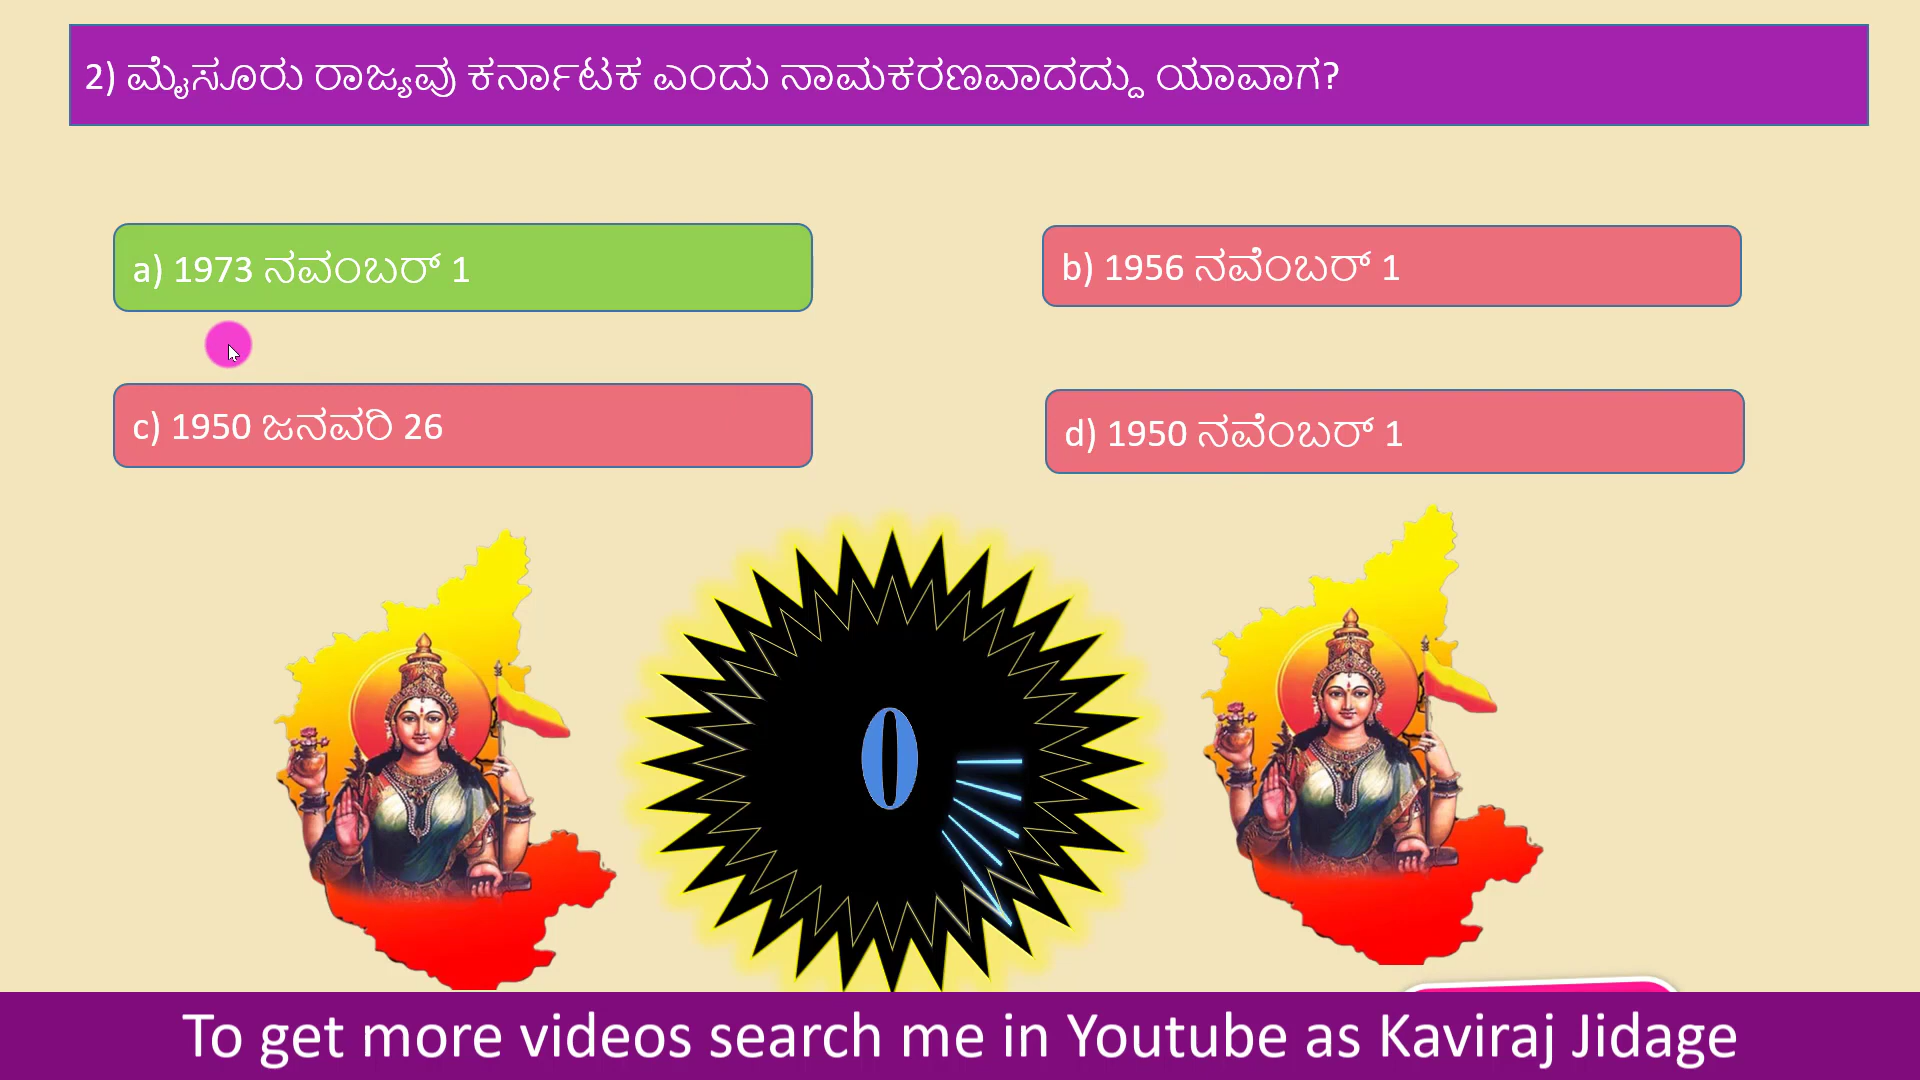 2) ಮೈಸೂರು ರಾಜ್ಯವು ಕರ್ನಾಟಕ ಎಂದು ನಾಮಕರಣವಾದದ್ದು ಯಾವಾಗ?
a) 1973 ನವಂಬರ್ 1
b) 1956 ನವೆಂಬರ್ 1
c) 1950 ಜನವರಿ 26
d) 1950 ನವೆಂಬರ್ 1
0
To get more videos search me in Youtube as Kaviraj Jidage